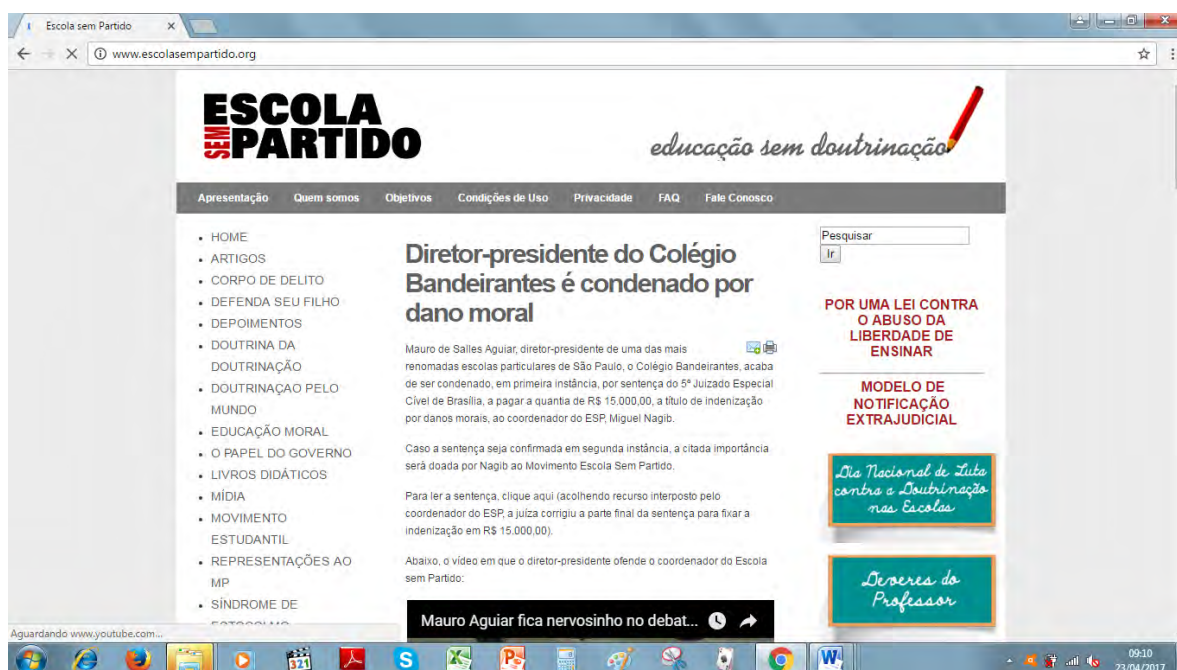 Escola sem Partido
www.escolasempartido.org
ESCOLA
SEM PARTIDO
educação sem doutrinação
Apresentação Quem somos Objetivos Condições de Uso Privacidade FAQ Fale Conosco
HOME
ARTIGOS
CORPO DE DELITO
DEFENDA SEU FILHO
DEPOIMENTOS
DOUTRINA DA
DOUTRINAÇÃO
DOUTRINAÇAO PELO
MUNDO
EDUCAÇÃO MORAL
O PAPEL DO GOVERNO
LIVROS DIDÁTICOS
MÍDIA
MOVIMENTO
ESTUDANTIL
REPRESENTAÇÕES AO
MP
SÍNDROME DE
Diretor-presidente do Colégio
Bandeirantes é condenado por
dano moral
Mauro de Salles Aguiar, diretor-presidente de uma das mais
renomadas escolas particulares de São Paulo, o Colégio Bandeirantes, acaba
de ser condenado, em primeira instância, por sentença do 5º Juizado Especial
Cível de Brasília, a pagar a quantia de R$ 15.000,00, a título de indenização
por danos morais, ao coordenador do ESP, Miguel Nagib.
Caso a sentença seja confirmada em segunda instância, a citada importância
será doada por Nagib ao Movimento Escola Sem Partido.
Para ler a sentença, clique aqui (acolhendo recurso interposto pelo
coordenador do ESP, a juíza corrigiu a parte final da sentença para fixar a
indenização em R$ 15.000,00).
Abaixo, o vídeo em que o diretor-presidente ofende o coordenador do Escola
sem Partido:
Mauro Aguiar fica nervosinho no debat...
Pesquisar
Ir
POR UMA LEI CONTRA
O ABUSO DA
LIBERDADE DE
ENSINAR
MODELO DE
NOTIFICAÇÃO
EXTRAJUDICIAL
Dia Nacional de Luta
contra a Doutrinação
nas Escolas
Deveres do
Professor
Aguardando www.youtube.com...
321
09:10
23/04/2017